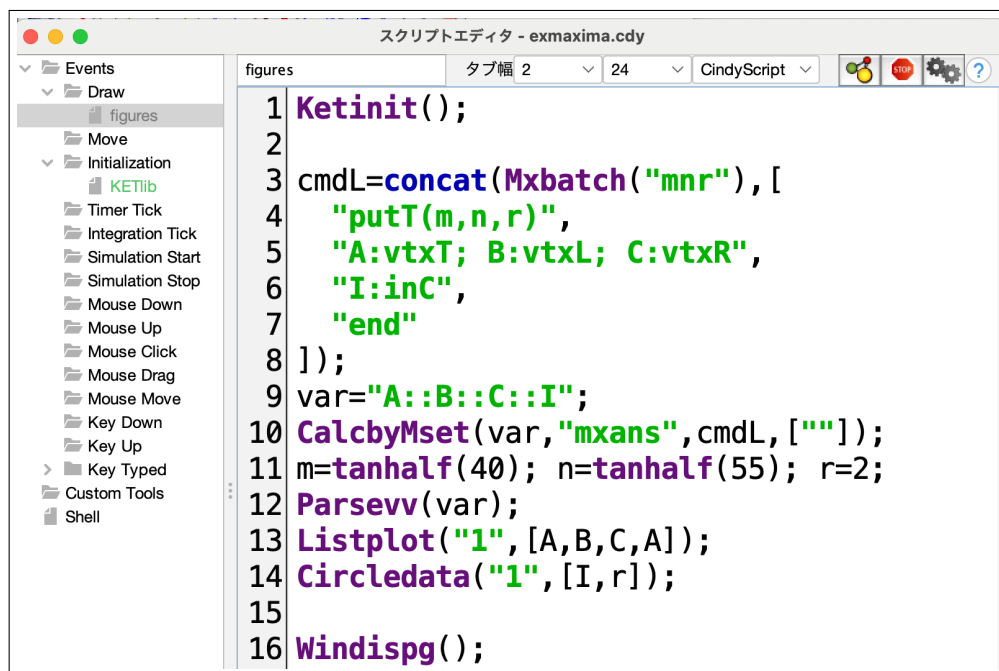 スクリプトエディタ - exmaxima.cdy
Events
Draw
figures
Move
Initialization
KETlib
Timer Tick
Integration Tick
Simulation Start
Simulation Stop
Mouse Down
Mouse Up
Mouse Click
Mouse Drag
Mouse Move
Key Down
Key Up
Key Typed
Custom Tools
Shell
figures タブ幅 2 24 CindyScript STOP ?
1 Ketinit();
2
3 cmdL=concat(Mxbatch("mnr"),[
4 "putT(m,n,r)",
5 "A:vtxT; B:vtxL; C:vtxR",
6 "I:inC",
7 "end"
8 ]);
9 var="A::B::C::I";
10 CalcbyMset(var,"mxans",cmdL,[""]);
11 m=tanhalf(40); n=tanhalf(55); r=2;
12 Parsevv(var);
13 Listplot("1",[A,B,C,A]);
14 Circledata("1",[I,r]);
15
16 Windispg();